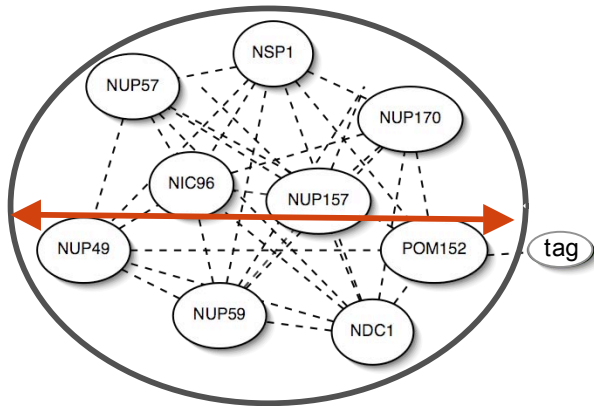 NSP1
NUP57
NUP170
NIC96
NUP157
NUP49
POM152
tag
NUP59
NDC1